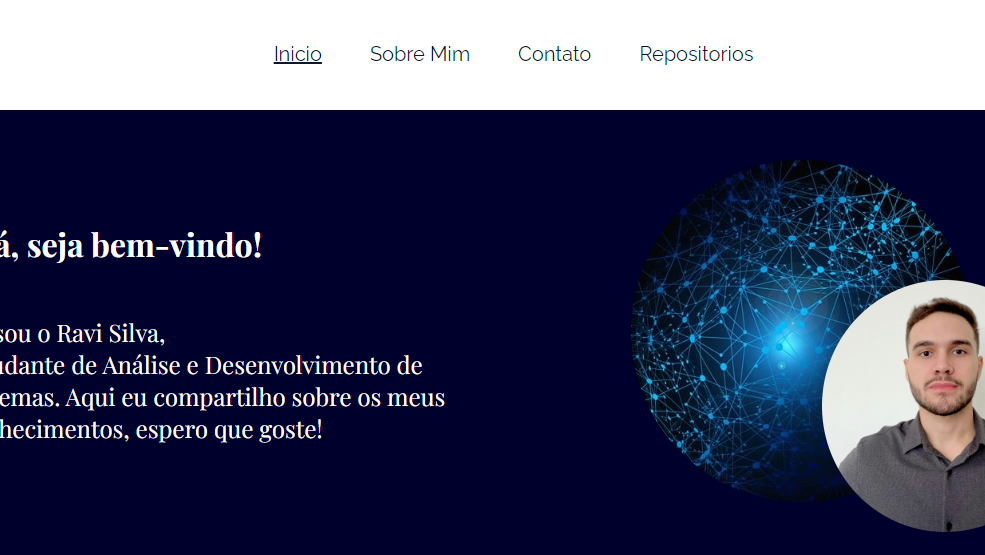 Inicio Sobre Mim Contato Repositorios
á, seja bem-vindo!
sou o Ravi Silva,
udante de Análise e Desenvolvimento de
emas. Aqui eu compartilho sobre os meus
hecimentos, espero que goste!